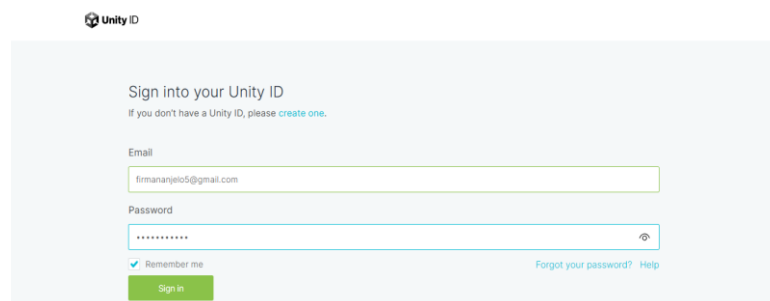 Unity ID
Sign into your Unity ID
If you don't have a Unity ID, please create one.
Email
firmananjelo5@gmail.com
Password
•••••••••••
Remember me
Forgot your password? Help
Sign in